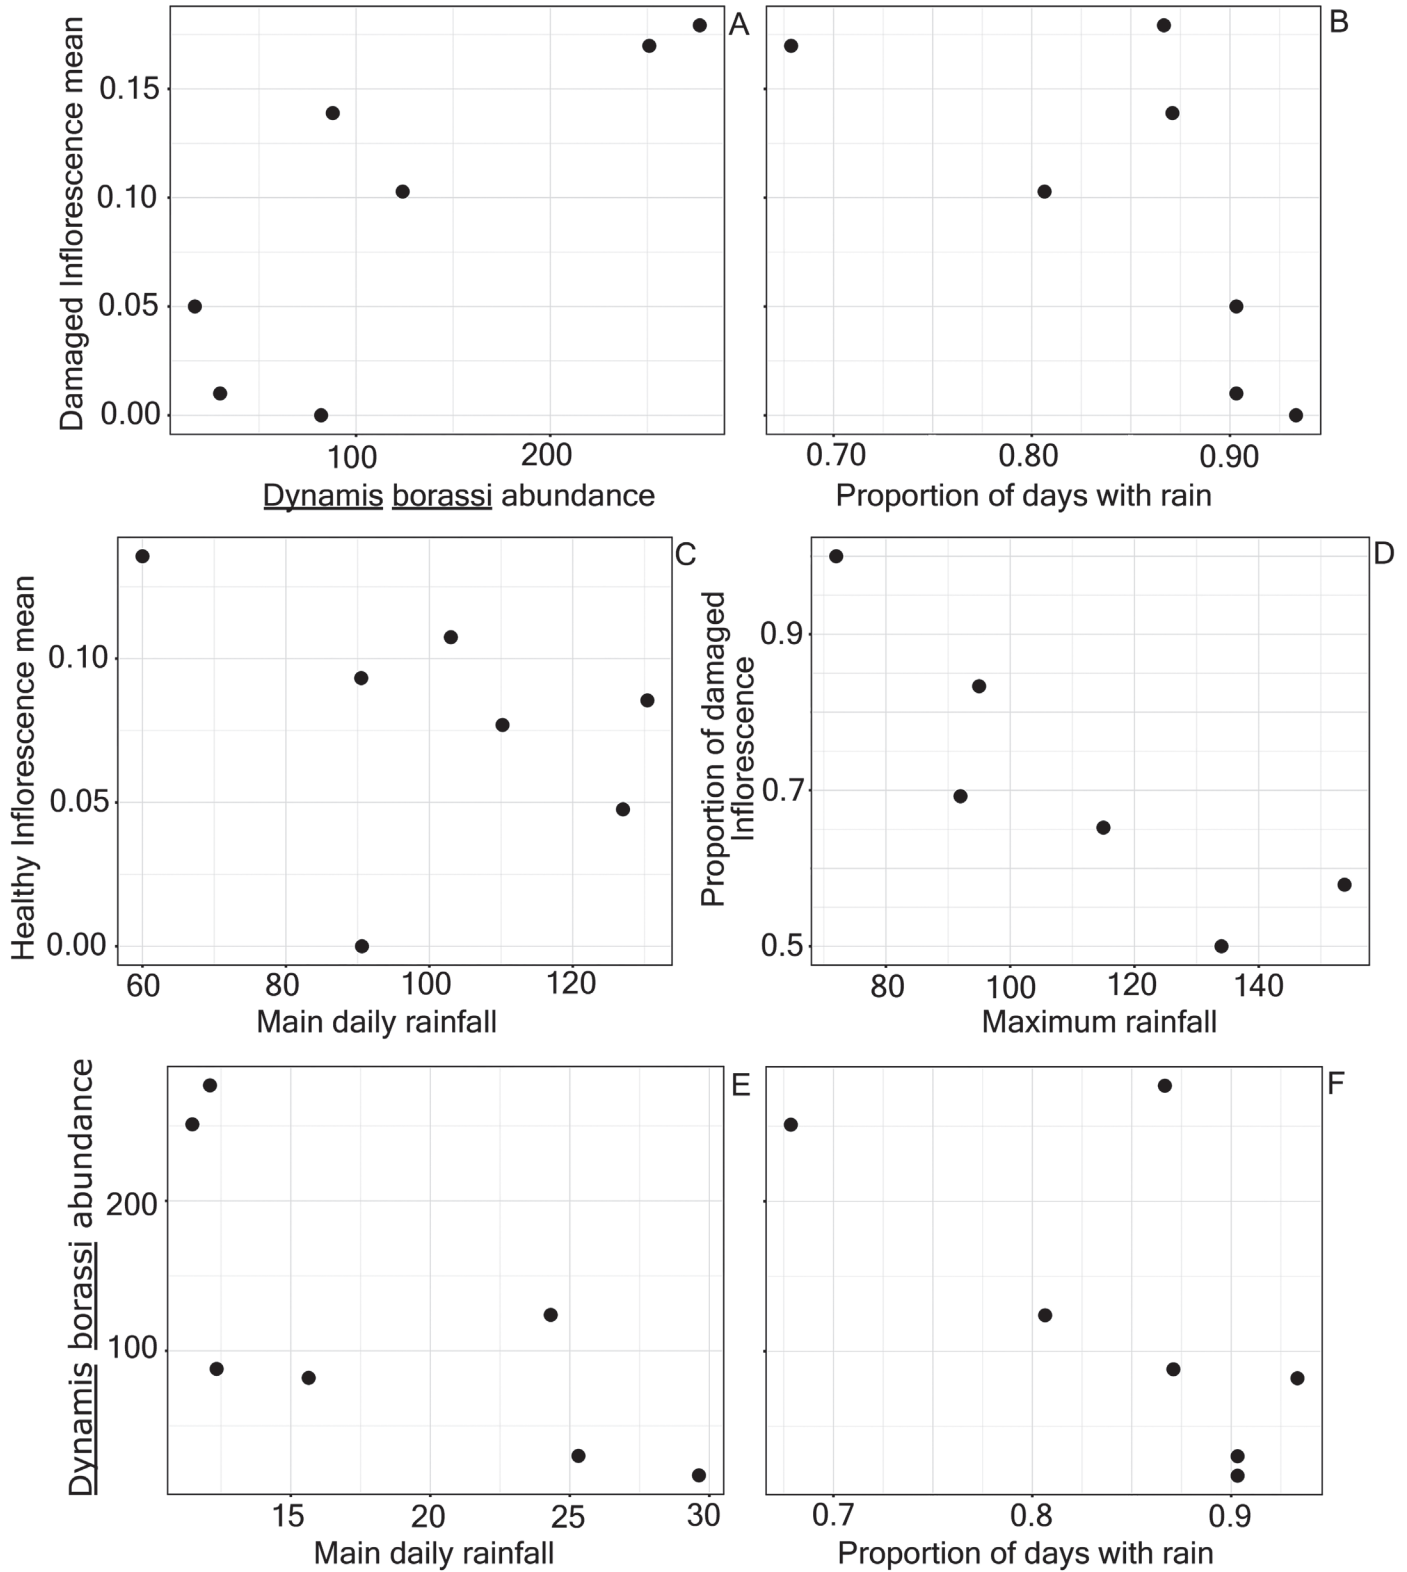 A
Damaged Inflorescence mean
0.15
0.10
0.05
0.00
100 200
Dynamis borassi abundance
B
0.70 0.80 0.90
Proportion of days with rain
C
Healthy Inflorescence mean
0.10
0.05
0.00
60 80 100 120
Main daily rainfall
D
Proportion of damaged
Inflorescence
0.9
0.7
0.5
80 100 120 140
Maximum rainfall
E
Dynamis borassi abundance
200
100
15 20 25 30
Main daily rainfall
F
0.7 0.8 0.9
Proportion of days with rain